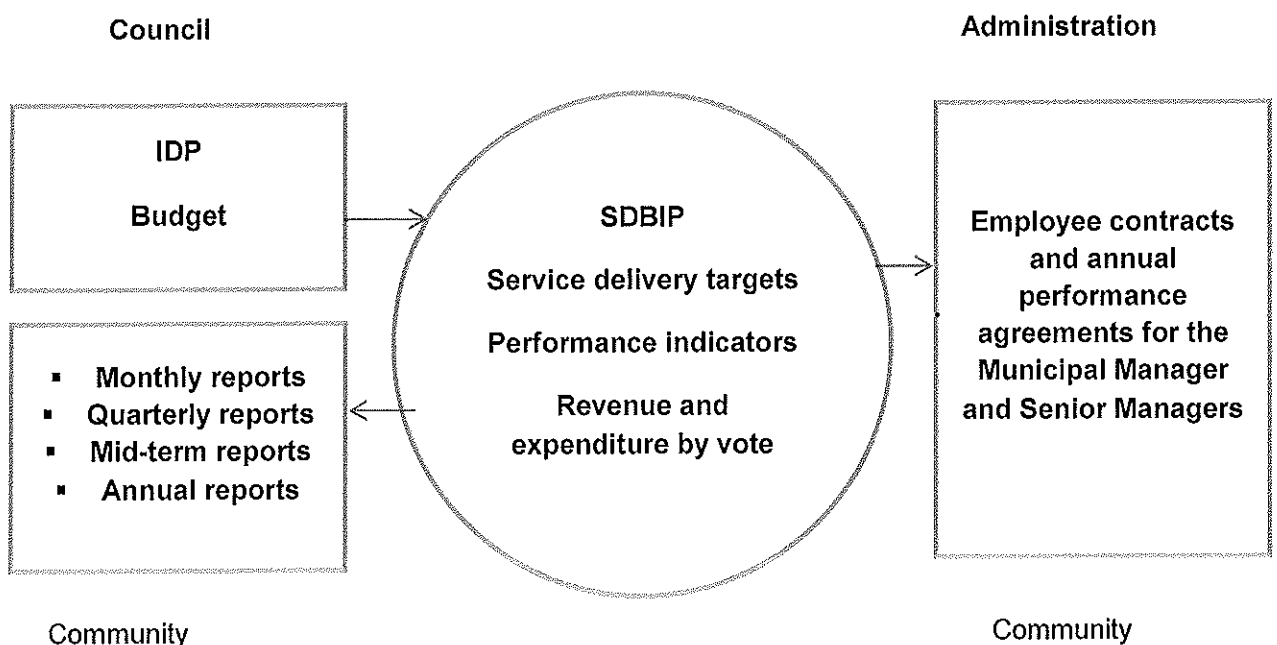 Council
Administration
IDP
Budget
▪ Monthly reports
▪ Quarterly reports
▪ Mid-term reports
▪ Annual reports
SDBIP
Service delivery targets
Performance indicators
Revenue and
expenditure by vote
Employee contracts
and annual
performance
agreements for the
Municipal Manager
and Senior Managers
Community
Community